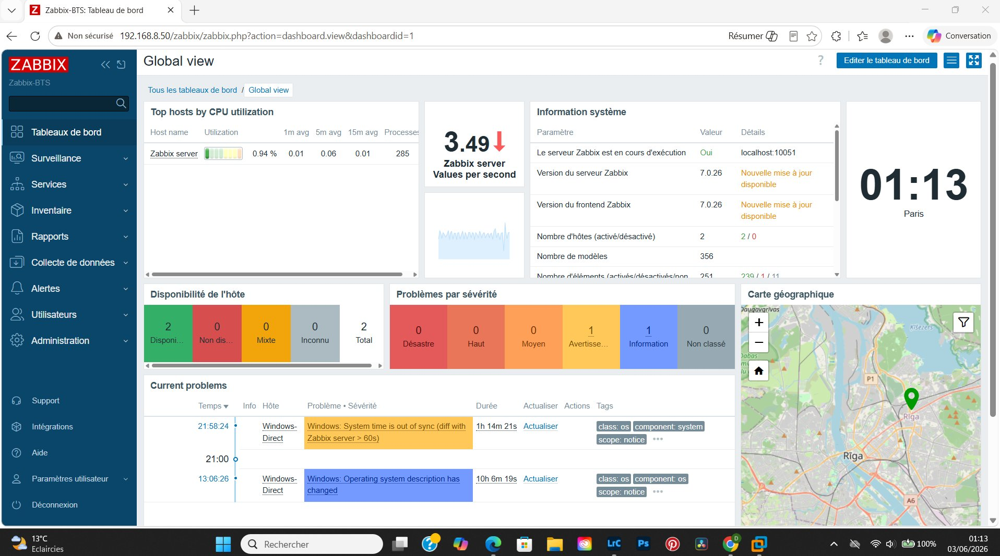 Zabbix-BTS: Tableau de bord
Non sécurisé 192.168.8.50/zabbix/zabbix.php?action=dashboard.view&dashboardid=1 Résumer Conversation
ZABBIX
Zabbix-BTS
Tableaux de bord
Surveillance
Services
Inventaire
Rapports
Collecte de données
Alertes
Utilisateurs
Administration
Support
Intégrations
Aide
Paramètres utilisateur
Déconnexion
Global view
? Editer le tableau de bord
Tous les tableaux de bord / Global view
Top hosts by CPU utilization
Host name Utilization 1m avg 5m avg 15m avg Processes
Zabbix server 0.94 % 0.01 0.06 0.01 285
3.49
Zabbix server
Values per second
Information système
Paramètre Valeur Détails
Le serveur Zabbix est en cours d'exécution Oui localhost:10051
Version du serveur Zabbix 7.0.26 Nouvelle mise à jour
disponible
Version du frontend Zabbix 7.0.26 Nouvelle mise à jour
disponible
Nombre d'hôtes (activé/désactivé) 2 2 / 0
Nombre de modèles 356
Nombre d'éléments (activés/désactivés/non 251 239 / 1 / 11
01:13
Paris
Disponibilité de l'hôte
2 0 0 0 2
Disponi... Non dis... Mixte Inconnu Total
Problèmes par sévérité
0 0 0 1 1 0
Désastre Haut Moyen Avertisse... Information Non classé
Carte géographique
Daugavgrīvas
Ķīšezers
+
−
Dabas
P1
Rīga
Rīga
A6
Current problems
Temps Info Hôte Problème • Sévérité Durée Actualiser Actions Tags
21:58:24 Windows-Direct Windows: System time is out of sync (diff with Zabbix server > 60s) 1h 14m 21s Actualiser class: os component: system
scope: notice •••
21:00
13:06:26 Windows-Direct Windows: Operating system description has changed 10h 6m 19s Actualiser class: os component: os
scope: notice •••
13°C
Eclaircies
Rechercher
LrC
Ps
D
100%
01:13
03/06/2026